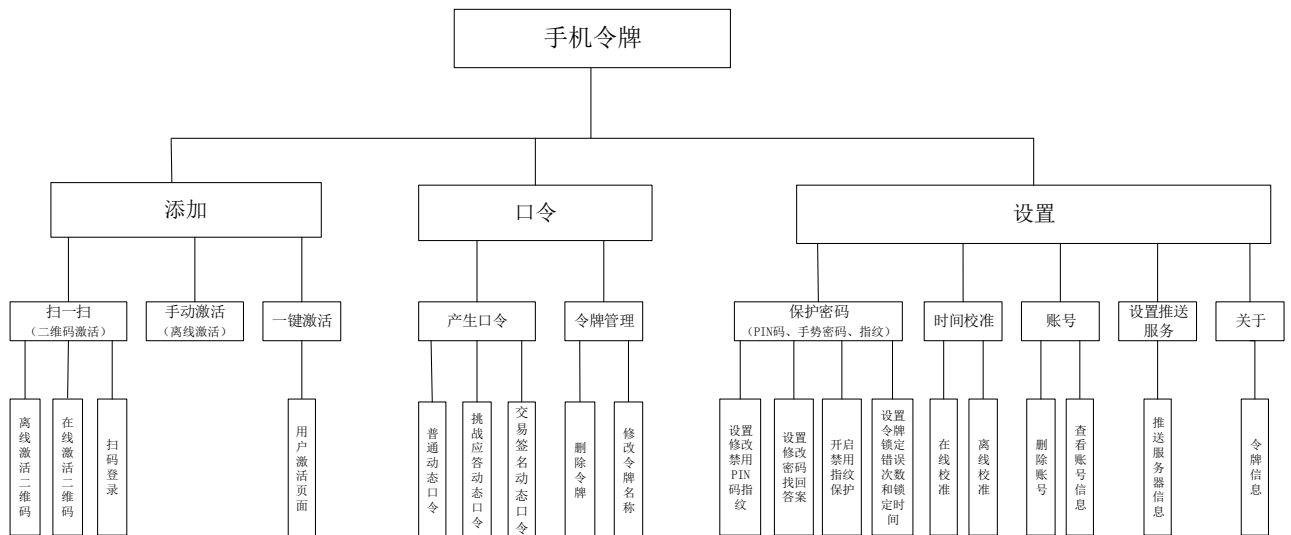 手机令牌
添加
口令
设置
扫一扫
（二维码激活）
手动激活
（离线激活）
一键激活
产生口令
令牌管理
保护密码
（PIN码、手势密码、指纹）
时间校准
账号
设置推送
服务
关于
离线激活二维码
在线激活二维码
扫码登录
用户激活页面
普通动态口令
挑战应答动态口令
交易签名动态口令
删除令牌
修改令牌名称
设置
修改
禁用
PIN
码指
纹
设置
修改
密码
找回
答案
开启
禁用
指纹
保护
设置
令牌
锁定
错误
次数
和锁
定时
间
在线校准
离线校准
删除账号
查看账号信息
推送服务器信息
令牌信息